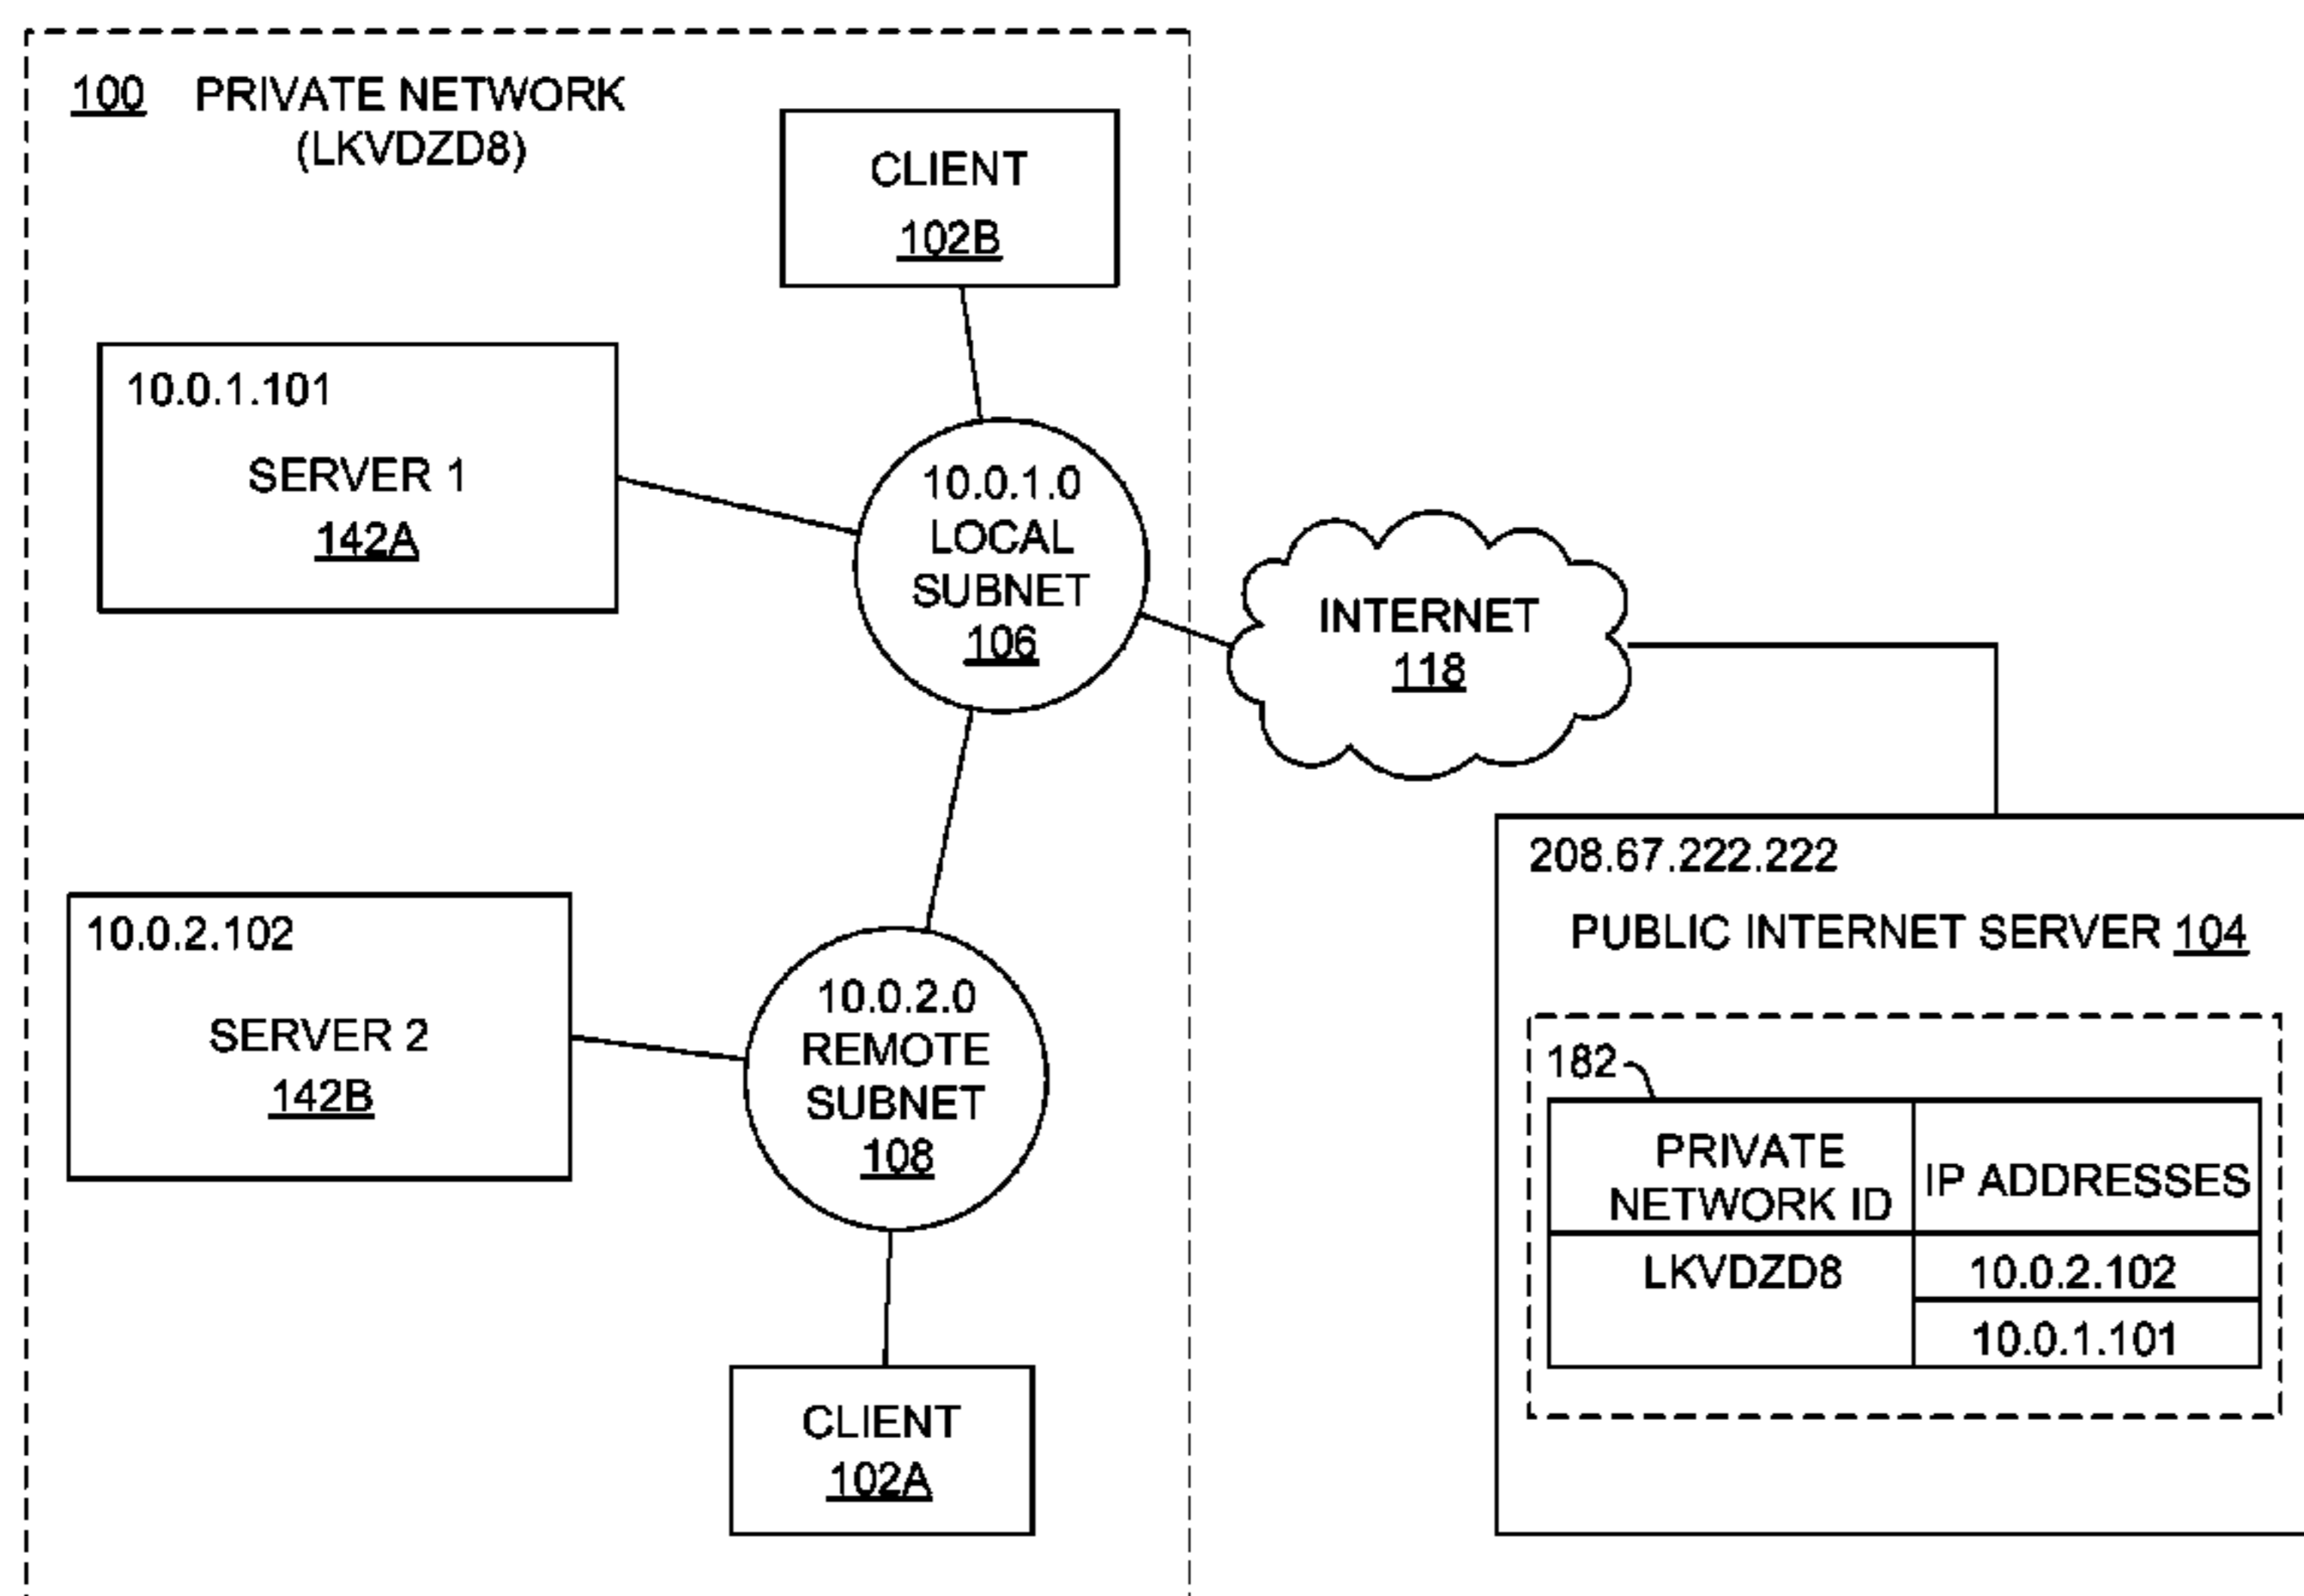 100 PRIVATE NETWORK
(LKVDZD8)
CLIENT
102B
10.0.1.101
SERVER 1
142A
10.0.1.0
LOCAL
SUBNET
106
INTERNET
118
208.67.222.222
PUBLIC INTERNET SERVER 104
10.0.2.102
SERVER 2
142B
10.0.2.0
REMOTE
SUBNET
108
182
PRIVATE
NETWORK ID
IP ADDRESSES
LKVDZD8
10.0.2.102
10.0.1.101
CLIENT
102A